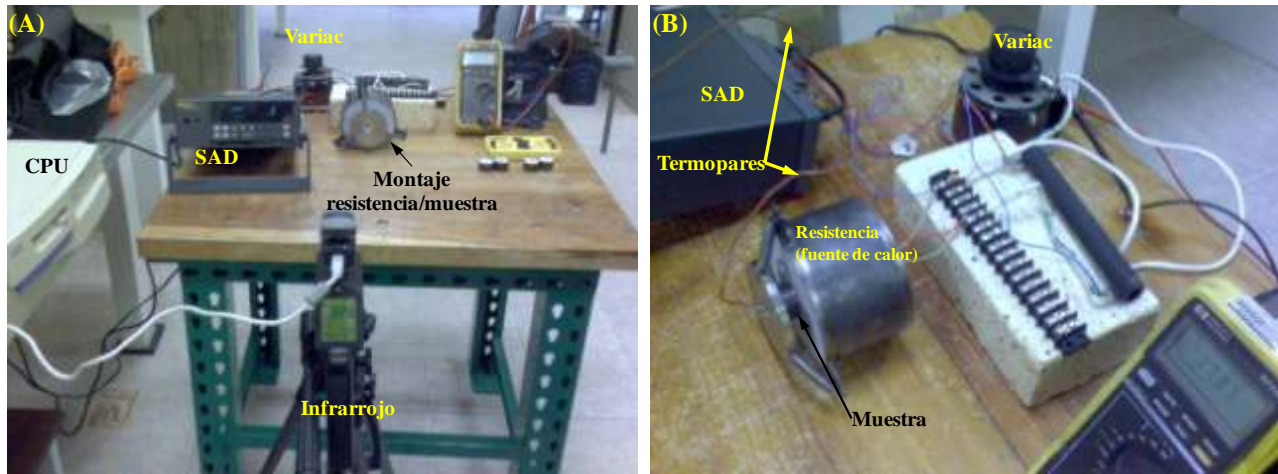 (A)
Variac
CPU
SAD
Montaje
resistencia/muestra
Infrarrojo
(B)
Variac
SAD
Termopares
Resistencia
(fuente de calor)
Muestra